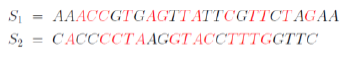 S₁ = AAACCGTGAGTTATTCGTTCTAGAA
S₂ = CACCCCTAAGGTACCTTTGGTTC